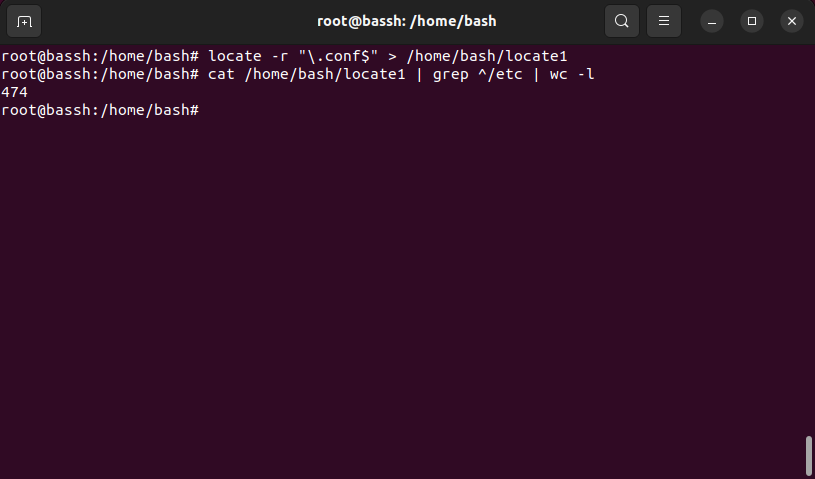 root@bassh: /home/bash
root@bassh:/home/bash# locate -r "\.conf$" > /home/bash/locate1
root@bassh:/home/bash# cat /home/bash/locate1 | grep ^/etc | wc -l
474
root@bassh:/home/bash#